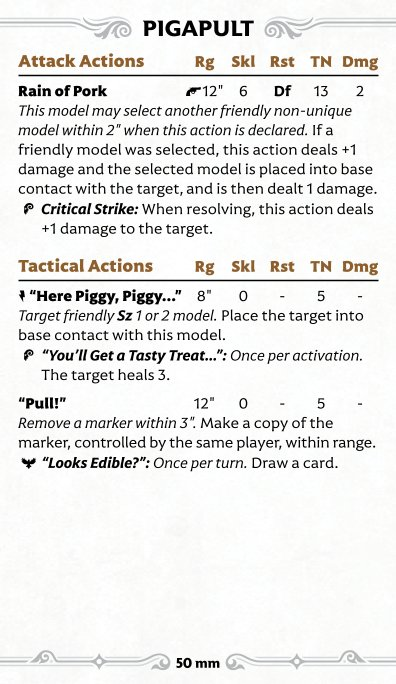 PIGAPULT
Attack Actions Rg Skl Rst TN Dmg
Rain of Pork 12" 6 Df 13 2
This model may select another friendly non-unique
model within 2" when this action is declared. If a
friendly model was selected, this action deals +1
damage and the selected model is placed into base
contact with the target, and is then dealt 1 damage.
Critical Strike: When resolving, this action deals
+1 damage to the target.
Tactical Actions Rg Skl Rst TN Dmg
“Here Piggy, Piggy...” 8" 0 - 5 -
Target friendly Sz 1 or 2 model. Place the target into
base contact with this model.
“You’ll Get a Tasty Treat...”: Once per activation.
The target heals 3.
“Pull!” 12" 0 - 5 -
Remove a marker within 3". Make a copy of the
marker, controlled by the same player, within range.
“Looks Edible?”: Once per turn. Draw a card.
50 mm